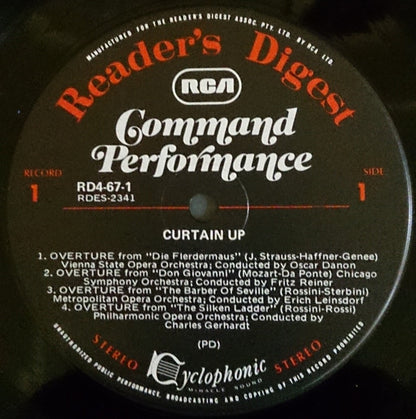 MANUFACTURED FOR THE READER'S DIGEST ASSOC. PTY. LTD. BY RCA LTD.
Reader's Digest
RCA
Command
Performance
RECORD
1
SIDE
1
RD4-67-1
RDES-2341
CURTAIN UP
1. OVERTURE from "Die Flerdermaus" (J. Strauss-Haffner-Genee)
Vienna State Opera Orchestra; Conducted by Oscar Danon
2. OVERTURE from "Don Giovanni" (Mozart-Da Ponte) Chicago
Symphony Orchestra; Conducted by Fritz Reiner
3. OVERTURE from "The Barber Of Seville" (Rossini-Sterbini)
Metropolitan Opera Orchestra; Conducted by Erich Leinsdorf
4. OVERTURE from "The Silken Ladder" (Rossini-Rossi)
Philharmonic Opera Orchestra; Conducted by
Charles Gerhardt
(PD)
STEREO
Cyclophonic
MIRACLE SOUND
STEREO
UNAUTHORIZED PUBLIC PERFORMANCE, BROADCASTING AND COPYING OF THIS RECORD PROHIBITED